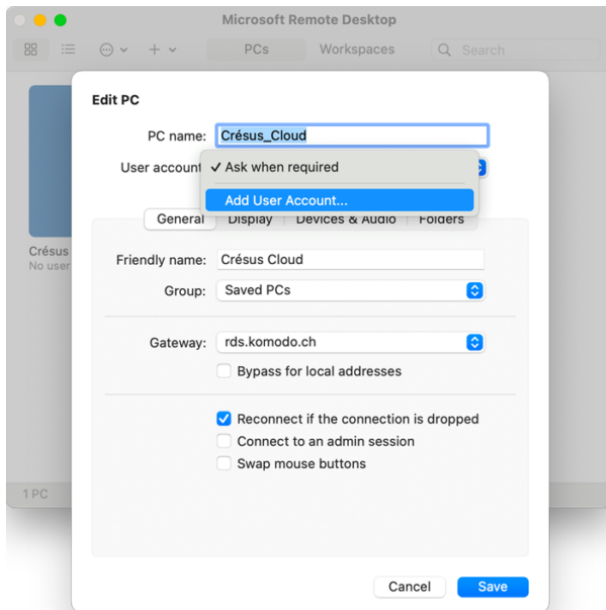 Microsoft Remote Desktop
PCs Workspaces Search
Edit PC
PC name: Crésus_Cloud
User account
✓ Ask when required
Add User Account...
General Display Devices & Audio Folders
Crésus
No user
Friendly name: Crésus Cloud
Group: Saved PCs
Gateway: rds.komodo.ch
Bypass for local addresses
Reconnect if the connection is dropped
Connect to an admin session
Swap mouse buttons
1 PC
Cancel Save